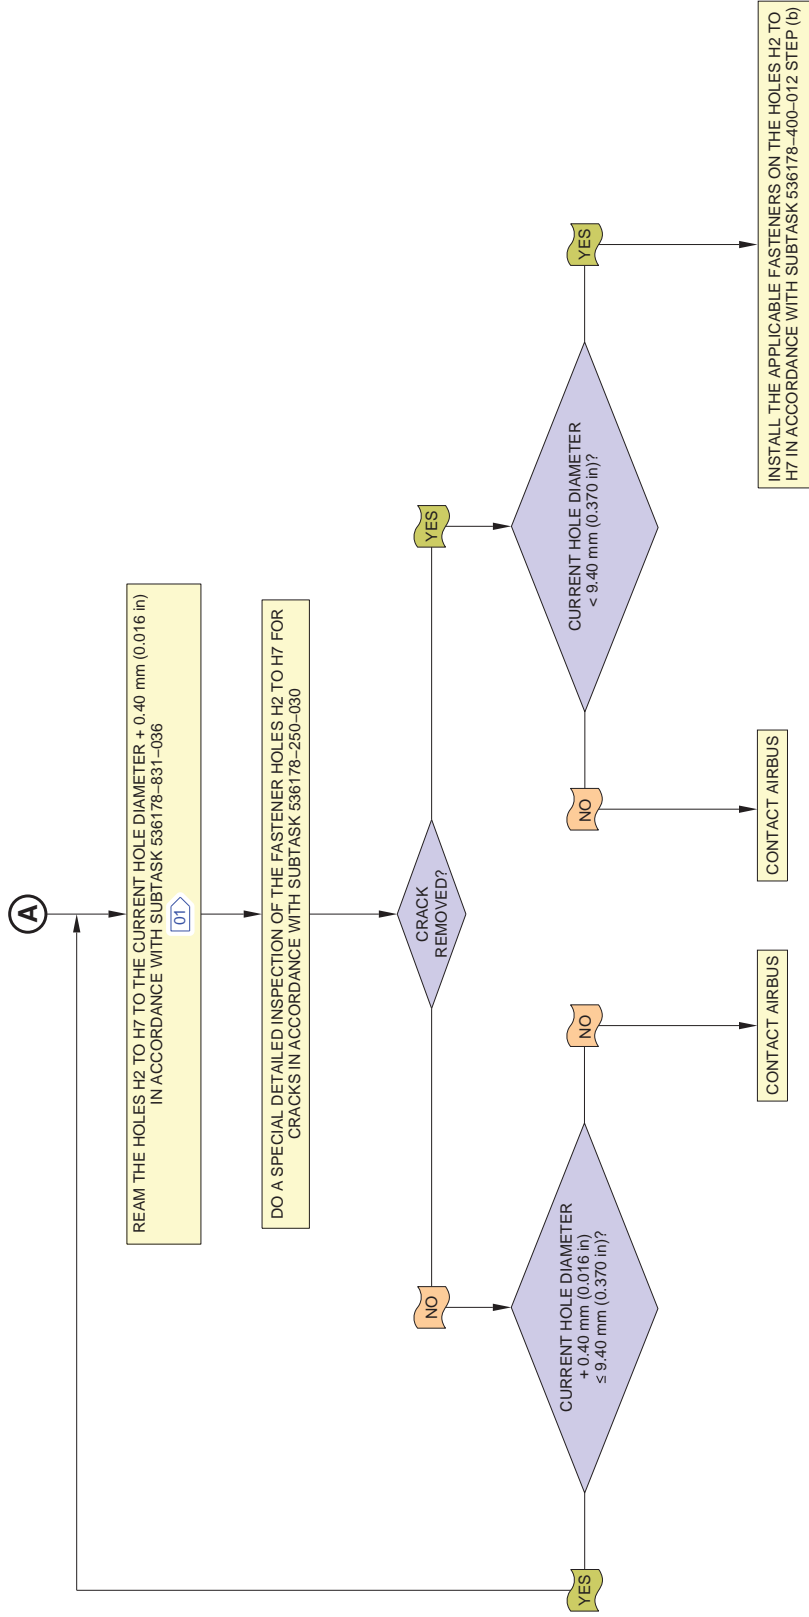 A
REAM THE HOLES H2 TO H7 TO THE CURRENT HOLE DIAMETER + 0.40 mm (0.016 in)
IN ACCORDANCE WITH SUBTASK 536178–831–036
01
DO A SPECIAL DETAILED INSPECTION OF THE FASTENER HOLES H2 TO H7 FOR
CRACKS IN ACCORDANCE WITH SUBTASK 536178–250–030
CRACK
REMOVED?
NO
YES
CURRENT HOLE DIAMETER
+ 0.40 mm (0.016 in)
≤ 9.40 mm (0.370 in)?
CURRENT HOLE DIAMETER
< 9.40 mm (0.370 in)?
YES
NO
NO
YES
CONTACT AIRBUS
CONTACT AIRBUS
INSTALL THE APPLICABLE FASTENERS ON THE HOLES H2 TO
H7 IN ACCORDANCE WITH SUBTASK 536178–400–012 STEP (b)